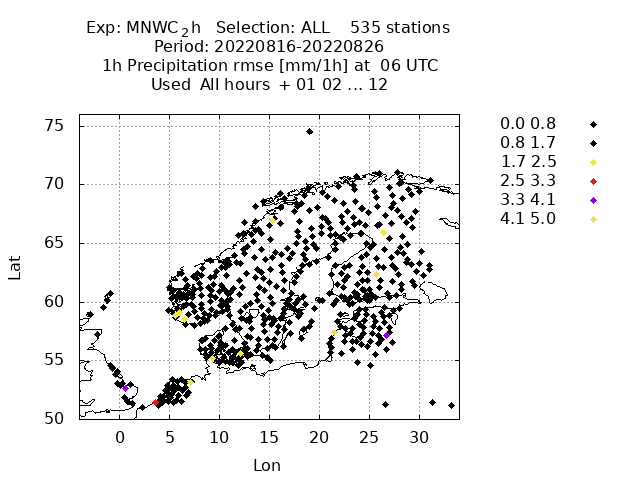 Exp: MNWC2h Selection: ALL 535 stations
Period: 20220816-20220826
1h Precipitation rmse [mm/1h] at 06 UTC
Used All hours + 01 02 ... 12
0.0 0.8
0.8 1.7
1.7 2.5
2.5 3.3
3.3 4.1
4.1 5.0
75
70
65
60
55
50
Lat
0 5 10 15 20 25 30
Lon